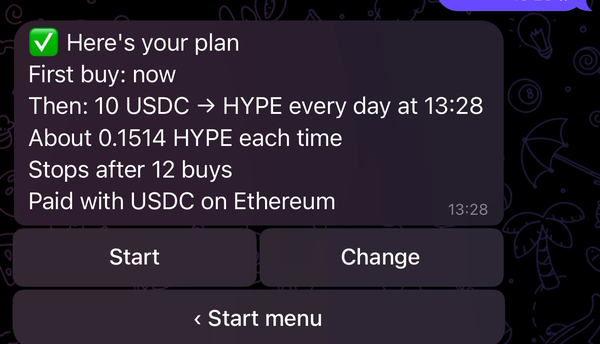 ✅ Here's your plan
First buy: now
Then: 10 USDC → HYPE every day at 13:28
About 0.1514 HYPE each time
Stops after 12 buys
Paid with USDC on Ethereum
13:28
Start
Change
‹ Start menu